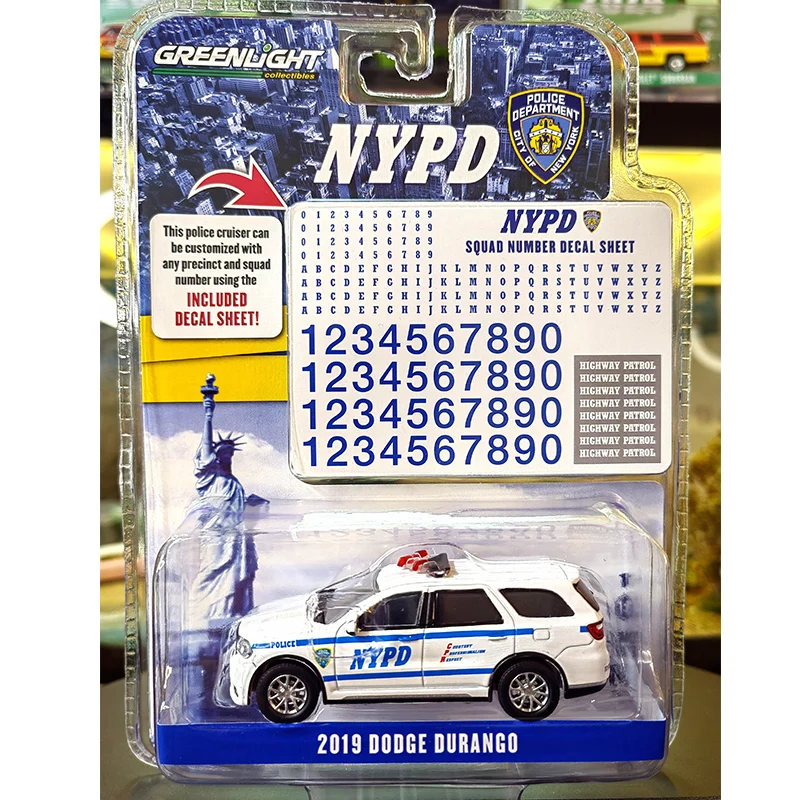 GREENLIGHT
collectibles
NYPD
POLICE
DEPARTMENT
CITY OF
NEW YORK
This police cruiser can
be customized with
any precinct and squad
number using the
INCLUDED
DECAL SHEET!
0 1 2 3 4 5 6 7 8 9
0 1 2 3 4 5 6 7 8 9
0 1 2 3 4 5 6 7 8 9
0 1 2 3 4 5 6 7 8 9
NYPD
SQUAD NUMBER DECAL SHEET
A B C D E F G H I J K L M N O P Q R S T U V W X Y Z
A B C D E F G H I J K L M N O P Q R S T U V W X Y Z
A B C D E F G H I J K L M N O P Q R S T U V W X Y Z
A B C D E F G H I J K L M N O P Q R S T U V W X Y Z
1234567890
1234567890
1234567890
1234567890
HIGHWAY PATROL
HIGHWAY PATROL
HIGHWAY PATROL
HIGHWAY PATROL
HIGHWAY PATROL
HIGHWAY PATROL
HIGHWAY PATROL
HIGHWAY PATROL
POLICE
NYPD
COURTESY
PROFESSIONALISM
RESPECT
2019 DODGE DURANGO